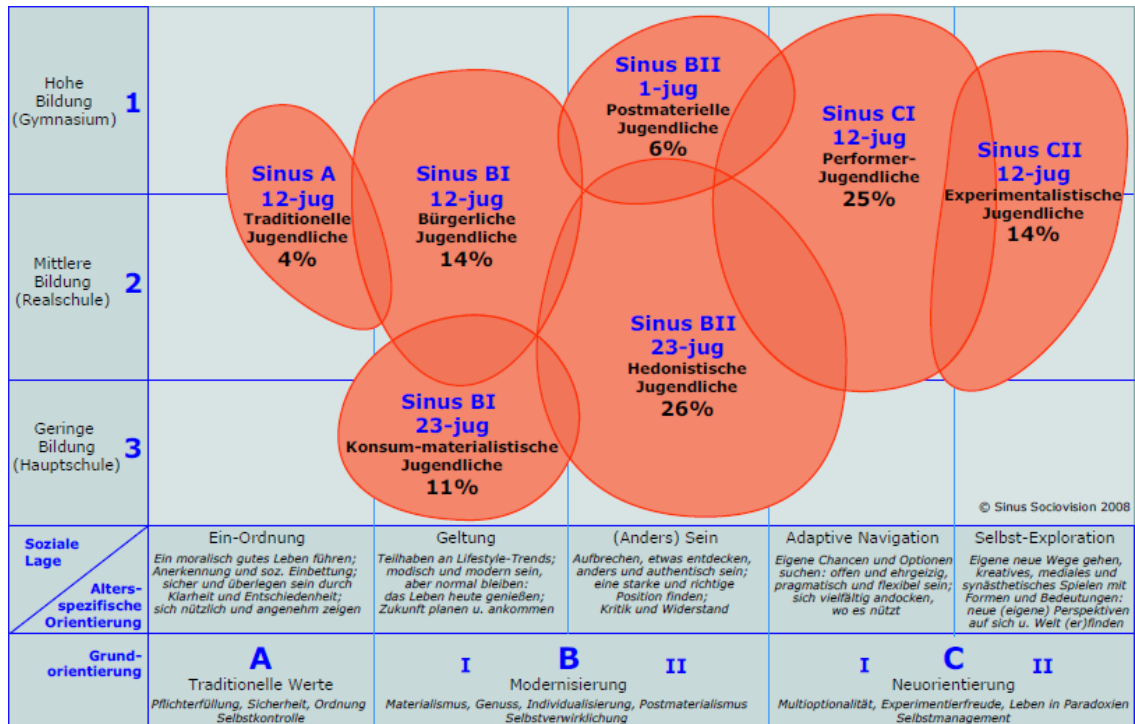 Hohe
Bildung
(Gymnasium)
1
Mittlere
Bildung
(Realschule)
2
Geringe
Bildung
(Hauptschule)
3
Sinus A
12-jug
Traditionelle
Jugendliche
4%
Sinus BI
12-jug
Bürgerliche
Jugendliche
14%
Sinus BII
1-jug
Postmaterielle
Jugendliche
6%
Sinus CI
12-jug
Performer-
Jugendliche
25%
Sinus CII
12-jug
Experimentalistische
Jugendliche
14%
Sinus BI
23-jug
Konsum-materialistische
Jugendliche
11%
Sinus BII
23-jug
Hedonistische
Jugendliche
26%
© Sinus Sociovision 2008
Soziale
Lage
Alters-
spezifische
Orientierung
Ein-Ordnung
Ein moralisch gutes Leben führen;
Anerkennung und soz. Einbettung;
sicher und überlegen sein durch
Klarheit und Entschiedenheit;
sich nützlich und angenehm zeigen
Geltung
Teilhaben an Lifestyle-Trends;
modisch und modern sein,
aber normal bleiben:
das Leben heute genießen;
Zukunft planen u. ankommen
(Anders) Sein
Aufbrechen, etwas entdecken,
anders und authentisch sein;
eine starke und richtige
Position finden;
Kritik und Widerstand
Adaptive Navigation
Eigene Chancen und Optionen
suchen: offen und ehrgeizig,
pragmatisch und flexibel sein;
sich vielfältig andocken,
wo es nützt
Selbst-Exploration
Eigene neue Wege gehen,
kreatives, mediales und
synästhetisches Spielen mit
Formen und Bedeutungen:
neue (eigene) Perspektiven
auf sich u. Welt (er)finden
Grund-
orientierung
A
Traditionelle Werte
Pflichterfüllung, Sicherheit, Ordnung
Selbstkontrolle
I B II
Modernisierung
Materialismus, Genuss, Individualisierung, Postmaterialismus
Selbstverwirklichung
I C II
Neuorientierung
Multioptionalität, Experimentierfreude, Leben in Paradoxien
Selbstmanagement